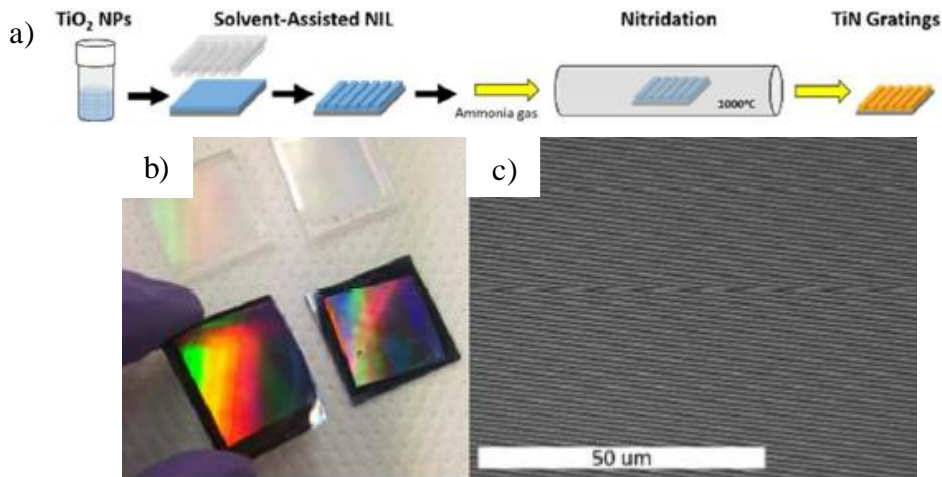 a)
TiO₂ NPs
Solvent-Assisted NIL
Nitridation
TiN Gratings
Ammonia gas
1000°C
b)
c)
50 um